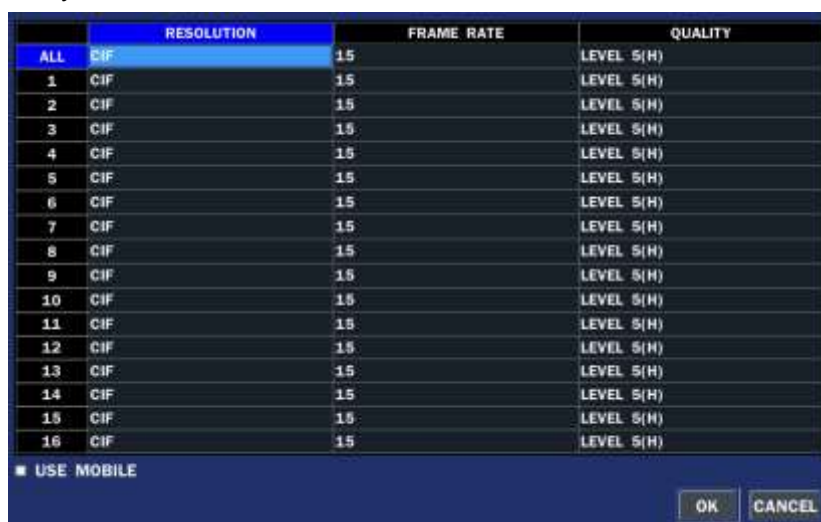 RESOLUTION FRAME RATE QUALITY
ALL CIF 15 LEVEL 5(H)
1 CIF 15 LEVEL 5(H)
2 CIF 15 LEVEL 5(H)
3 CIF 15 LEVEL 5(H)
4 CIF 15 LEVEL 5(H)
5 CIF 15 LEVEL 5(H)
6 CIF 15 LEVEL 5(H)
7 CIF 15 LEVEL 5(H)
8 CIF 15 LEVEL 5(H)
9 CIF 15 LEVEL 5(H)
10 CIF 15 LEVEL 5(H)
11 CIF 15 LEVEL 5(H)
12 CIF 15 LEVEL 5(H)
13 CIF 15 LEVEL 5(H)
14 CIF 15 LEVEL 5(H)
15 CIF 15 LEVEL 5(H)
16 CIF 15 LEVEL 5(H)
USE MOBILE
OK CANCEL